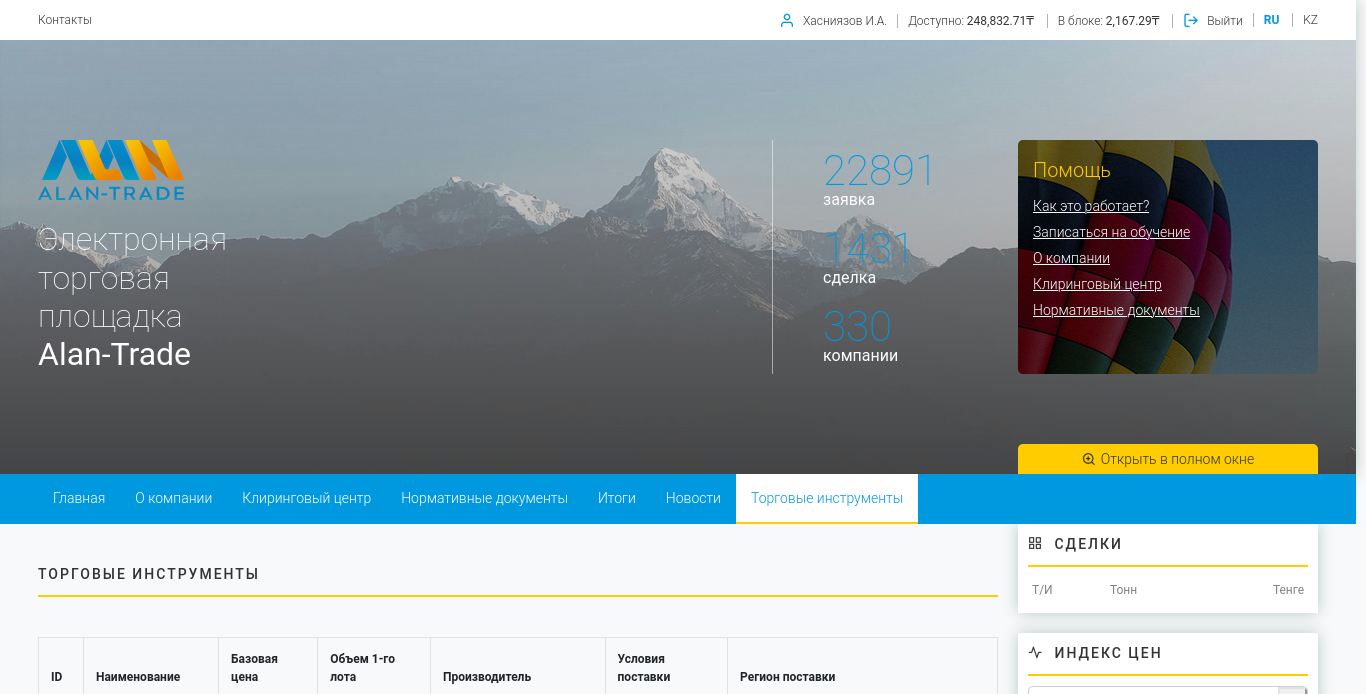 Контакты
Хасниязов И.А.
Доступно: 248,832.71₸
В блоке: 2,167.29₸
Выйти
RU
KZ
ALAN
ALAN-TRADE
Электронная
торговая
площадка
Alan-Trade
22891
заявка
1431
сделка
330
компании
Помощь
Как это работает?
Записаться на обучение
О компании
Клиринговый центр
Нормативные документы
Открыть в полном окне
Главная
О компании
Клиринговый центр
Нормативные документы
Итоги
Новости
Торговые инструменты
ТОРГОВЫЕ ИНСТРУМЕНТЫ
ID
Наименование
Базовая
цена
Объем 1-го
лота
Производитель
Условия
поставки
Регион поставки
СДЕЛКИ
Т/И
Тонн
Тенге
ИНДЕКС ЦЕН